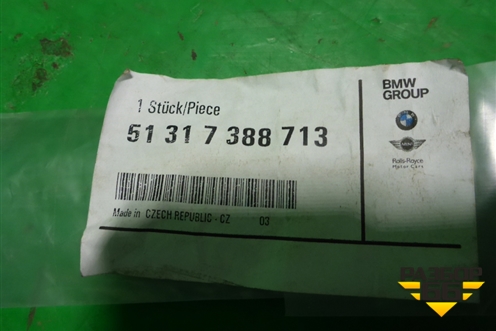 1 Stück/Piece
51 31 7 388 713
Made in CZECH REPUBLIC - CZ 03
BMW
GROUP
MINI
Rolls-Royce
Motor Cars